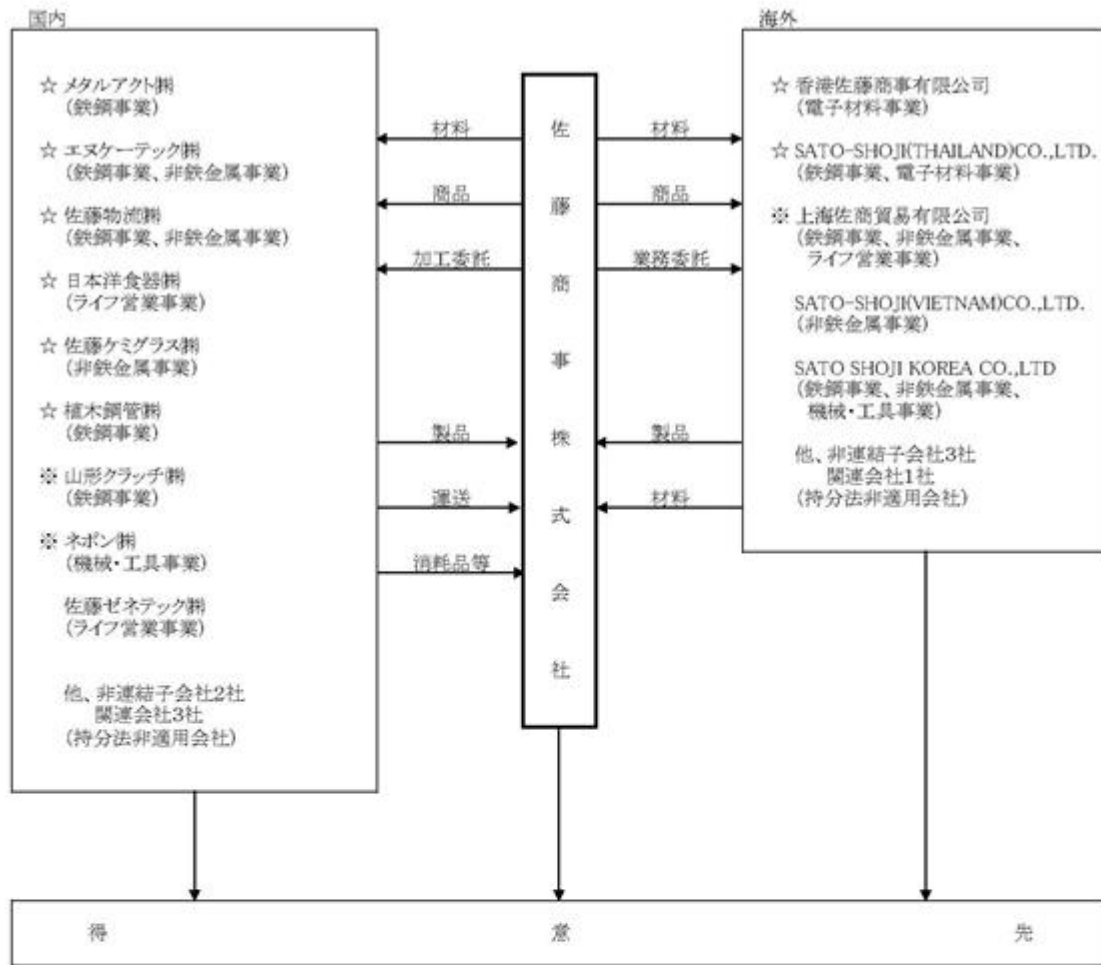 国内
☆ メタルアクト㈱
(鉄鋼事業)
☆ エヌケーテック㈱
(鉄鋼事業、非鉄金属事業)
☆ 佐藤物流㈱
(鉄鋼事業、非鉄金属事業)
☆ 日本洋食器㈱
(ライフ営業事業)
☆ 佐藤ケミグラス㈱
(非鉄金属事業)
☆ 植木鋼管㈱
(鉄鋼事業)
※ 山形クラッチ㈱
(鉄鋼事業)
※ ネポン㈱
(機械・工具事業)
佐藤ゼネテック㈱
(ライフ営業事業)
他、非連結子会社2社
関連会社3社
(持分法非適用会社)
材料
商品
加工委託
製品
運送
消耗品等
佐藤商事株式会社
材料
商品
業務委託
製品
材料
海外
☆ 香港佐藤商事有限公司
(電子材料事業)
☆ SATO-SHOJI(THAILAND)CO.,LTD.
(鉄鋼事業、電子材料事業)
※ 上海佐商貿易有限公司
(鉄鋼事業、非鉄金属事業、
ライフ営業事業)
SATO-SHOJI(VIETNAM)CO.,LTD.
(非鉄金属事業)
SATO SHOJI KOREA CO.,LTD
(鉄鋼事業、非鉄金属事業、
機械・工具事業)
他、非連結子会社3社
関連会社1社
(持分法非適用会社)
得意先